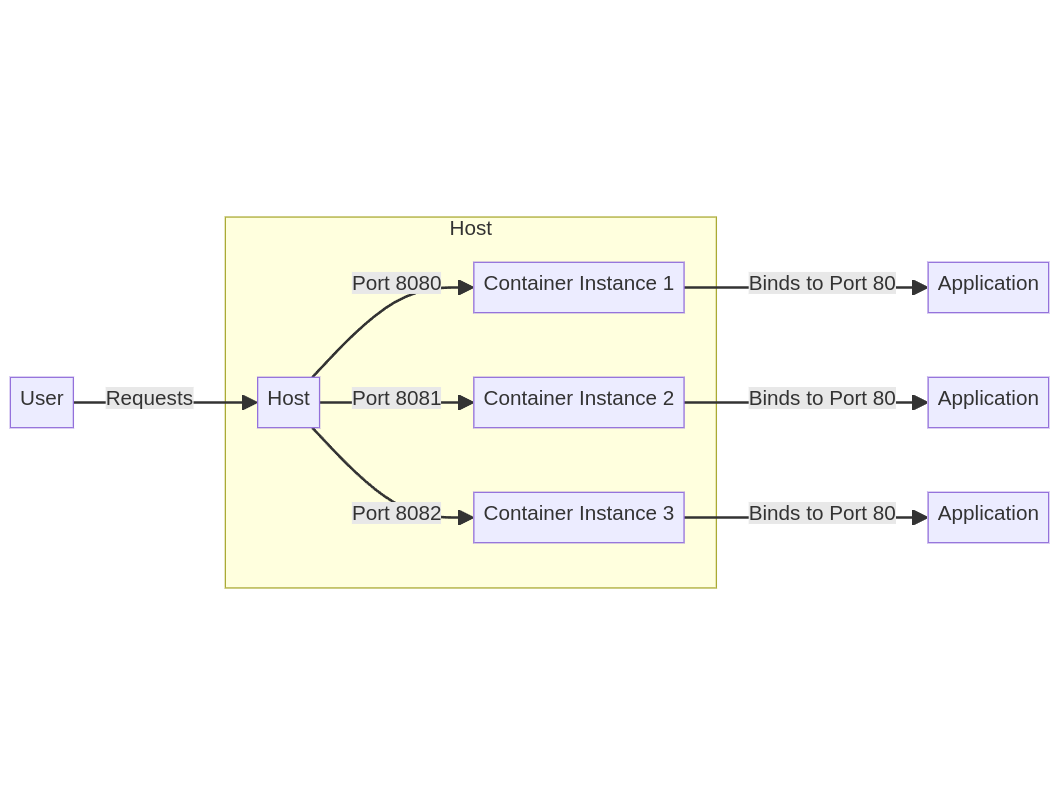 Host
Port 8080
Container Instance 1
Binds to Port 80
Application
User
Requests
Host
Port 8081
Container Instance 2
Binds to Port 80
Application
Port 8082
Container Instance 3
Binds to Port 80
Application